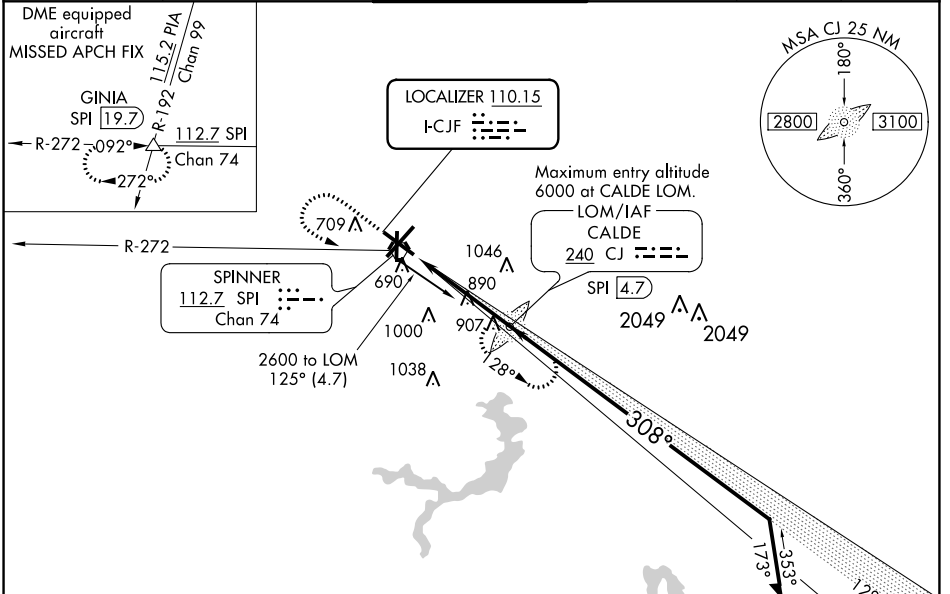 DME equipped
aircraft
MISSED APCH FIX
115.2 PIA
Chan 99
R-192
GINIA
SPI 19.7
R-272
092°
272°
112.7 SPI
Chan 74
LOCALIZER 110.15
I-CJF
MSA CJ 25 NM
180°
2800
3100
360°
Maximum entry altitude
6000 at CALDE LOM.
LOM/IAF
CALDE
240 CJ
SPI 4.7
709
R-272
1046
690
890
SPINNER
112.7 SPI
Chan 74
2049
2049
1000
907
2600 to LOM
125° (4.7)
1038
128°
308°
173°
353°